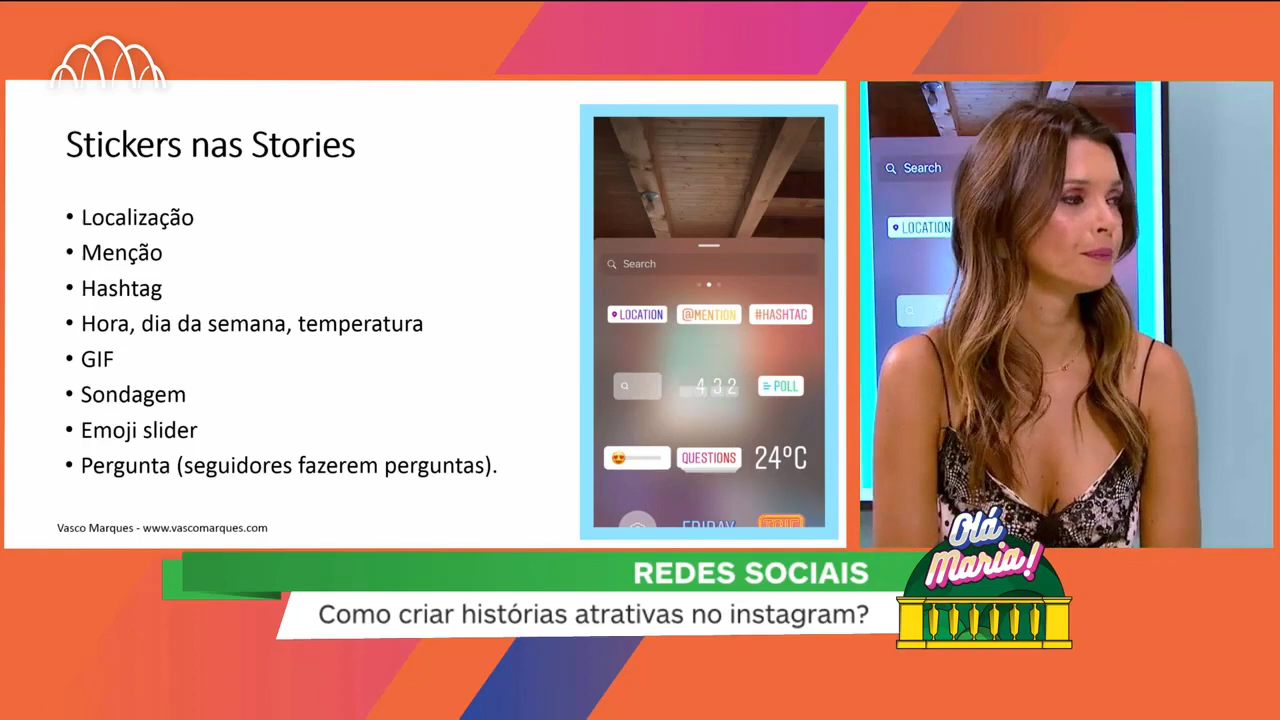 Stickers nas Stories
• Localização
• Menção
• Hashtag
• Hora, dia da semana, temperatura
• GIF
• Sondagem
• Emoji slider
• Pergunta (seguidores fazerem perguntas).
Vasco Marques - www.vascomarques.com
Search
LOCATION
@MENTION
#HASHTAG
432
POLL
QUESTIONS
24°C
FRIDAY
Search
LOCATION
REDES SOCIAIS
Como criar histórias atrativas no instagram?
Olá
Maria!